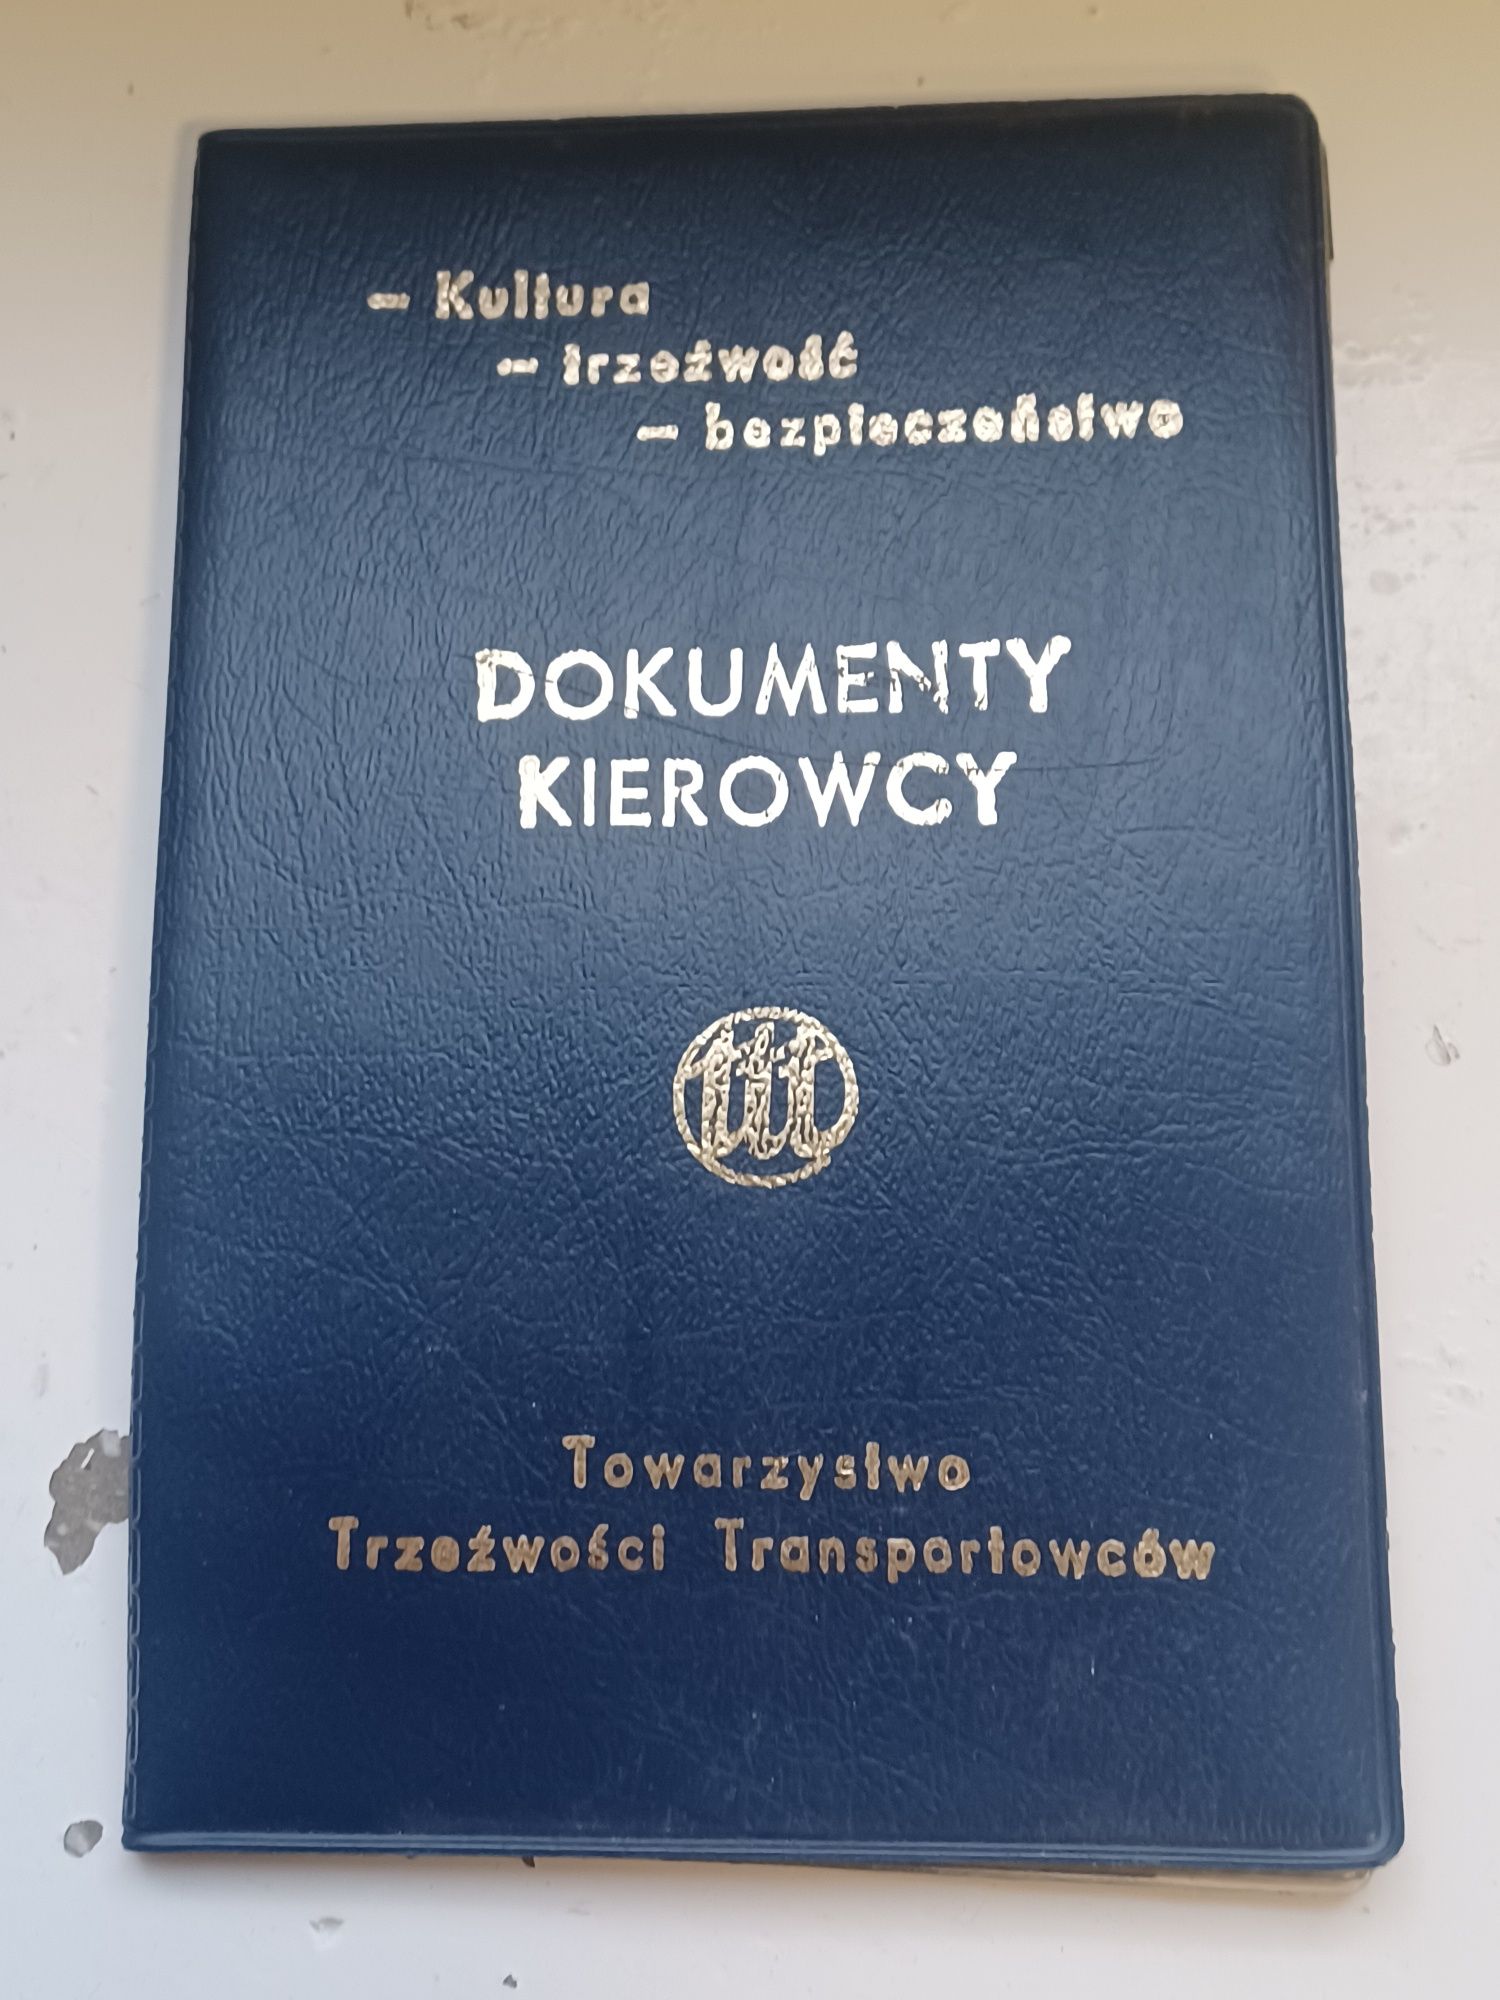 - Kultura
- trzeźwość
- bezpieczeństwo
DOKUMENTY
KIEROWCY
ttt
Towarzystwo
Trzeźwości Transportowców